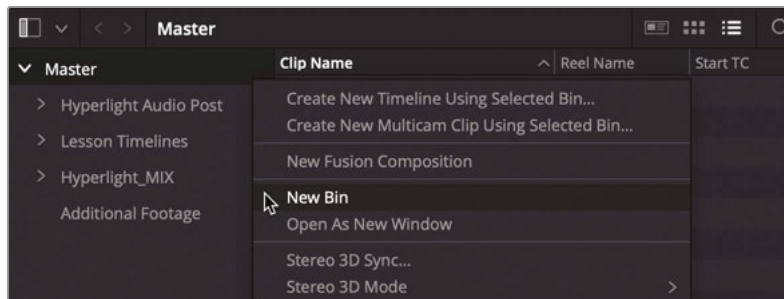 Master
Clip Name
Reel Name
Start TC
Master
Hyperlight Audio Post
Lesson Timelines
Hyperlight_MIX
Additional Footage
Create New Timeline Using Selected Bin...
Create New Multicam Clip Using Selected Bin...
New Fusion Composition
New Bin
Open As New Window
Stereo 3D Sync...
Stereo 3D Mode